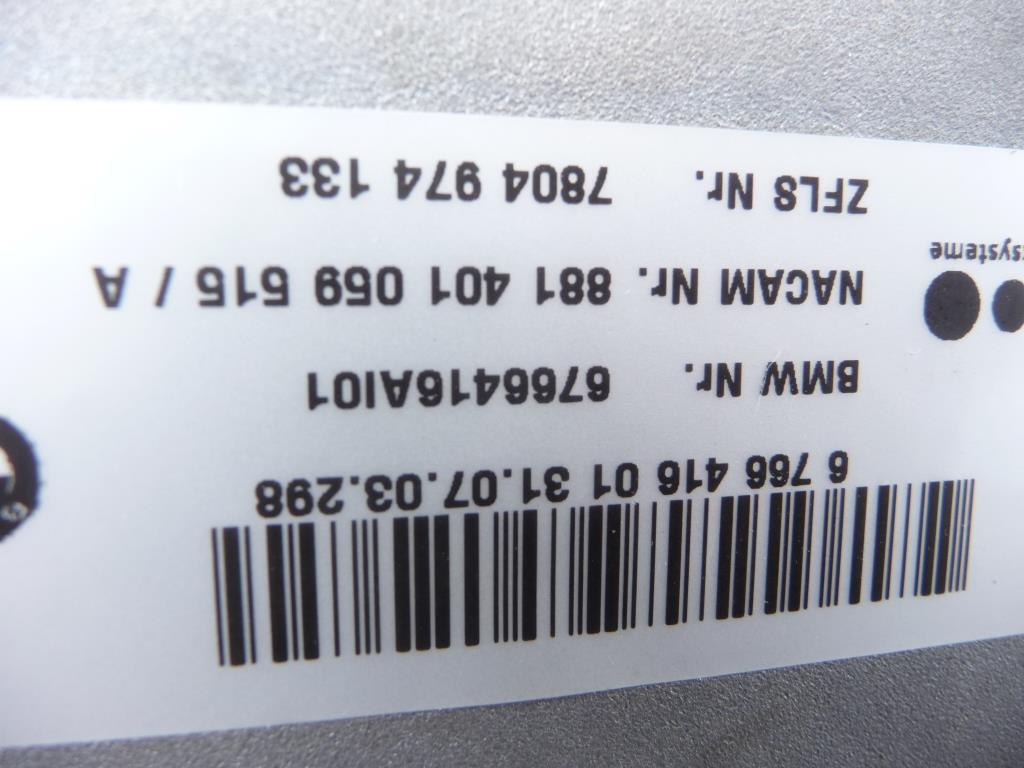 6 766 416 01 31.07.03.298
BMW Nr. 6766416AI01
NACAM Nr. 881 401 059 515 / A
ZFLS Nr. 7804 974 133